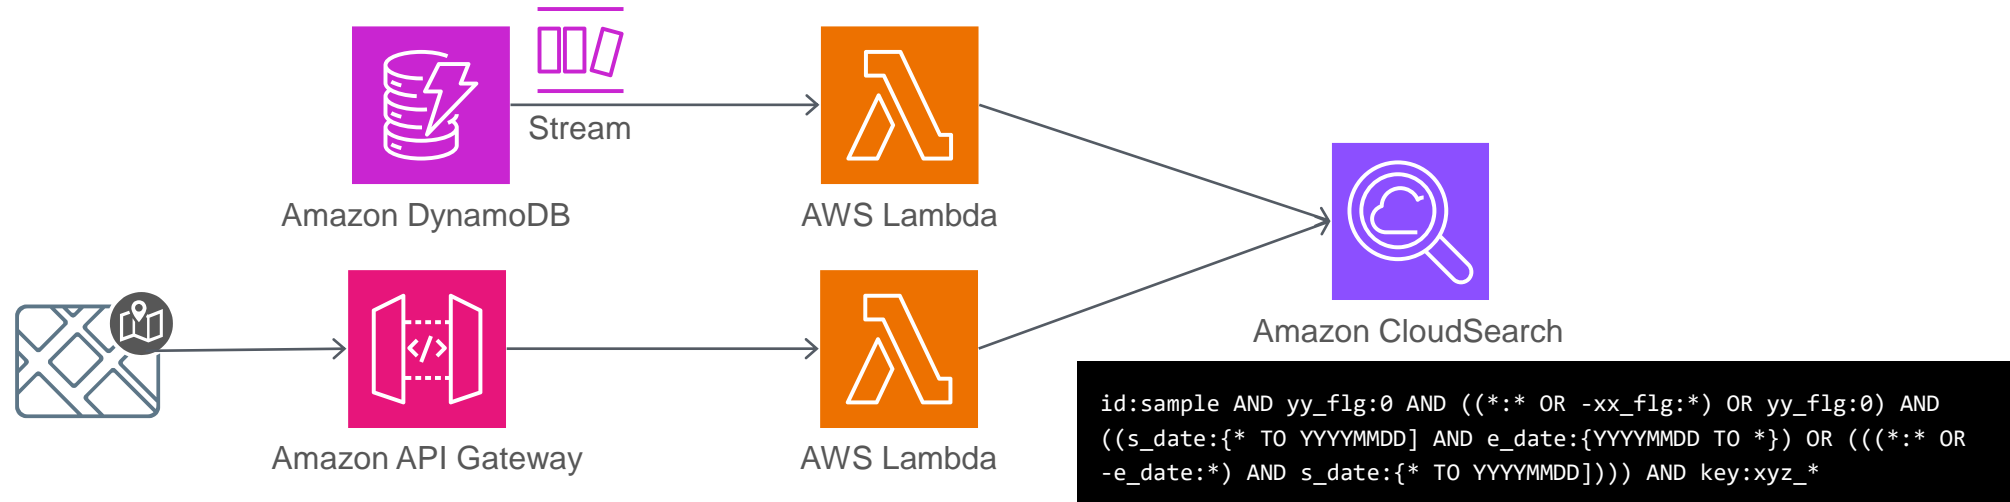 Stream
Amazon DynamoDB
AWS Lambda
</>
Amazon API Gateway
AWS Lambda
Amazon CloudSearch
id:sample AND yy_flg:0 AND ((*:* OR -xx_flg:*) OR yy_flg:0) AND
((s_date:{* TO YYYYMMDD] AND e_date:{YYYYMMDD TO *}) OR (((*:* OR
-e_date:*) AND s_date:{* TO YYYYMMDD]))) AND key:xyz_*